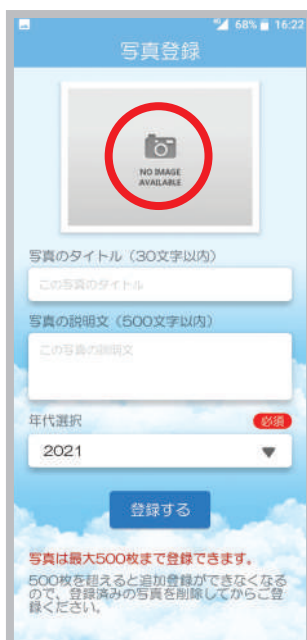 68% 16:22
写真登録
NO IMAGE
AVAILABLE
写真のタイトル（30文字以内）
この写真のタイトル
写真の説明文（500文字以内）
この写真の説明文
年代選択 必須
2021
登録する
写真は最大500枚まで登録できます。
500枚を超えると追加登録ができなくなる
ので、登録済みの写真を削除してからご登
録ください。